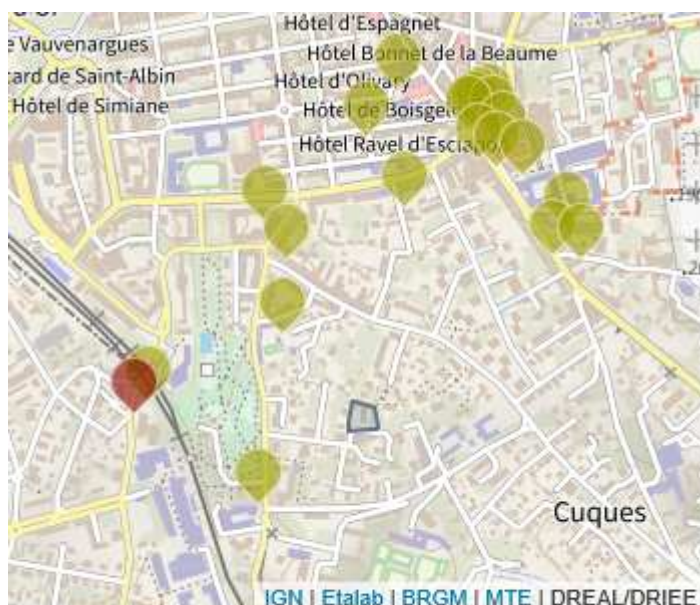 Hôtel d'Espagnet
Vauvenargues
Hôtel Bonnet de la Beaume
card de Saint-Albin
Hôtel d'Olivary
Hôtel de Simiane
Hôtel de Boisgel
Hôtel Ravel d'Esclapo
Cuques
IGN | Etalab | BRGM | MTE | DREAL/DRIEE